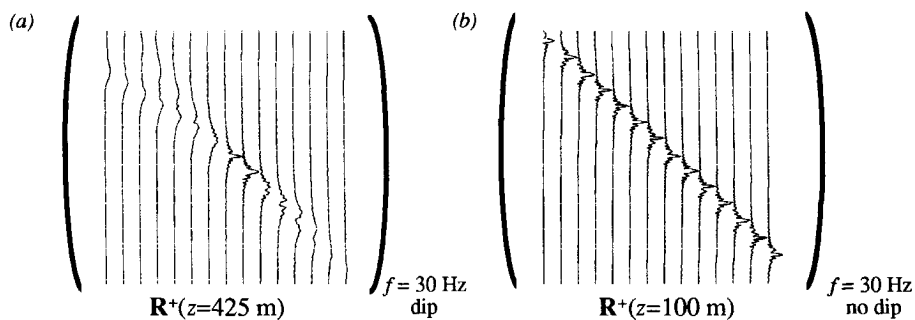 (a)
(b)
R⁺(z=425 m)
f = 30 Hz
dip
R⁺(z=100 m)
f = 30 Hz
no dip